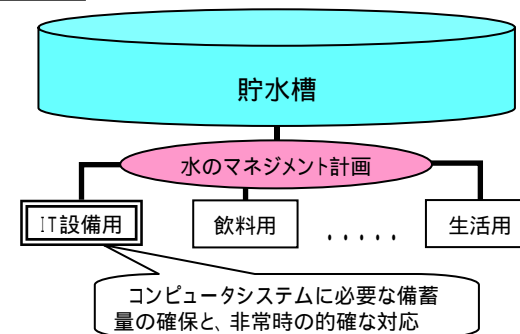 貯水槽
水のマネジメント計画
IT設備用
飲料用
.....
生活用
コンピュータシステムに必要な備蓄
量の確保と、非常時の的確な対応